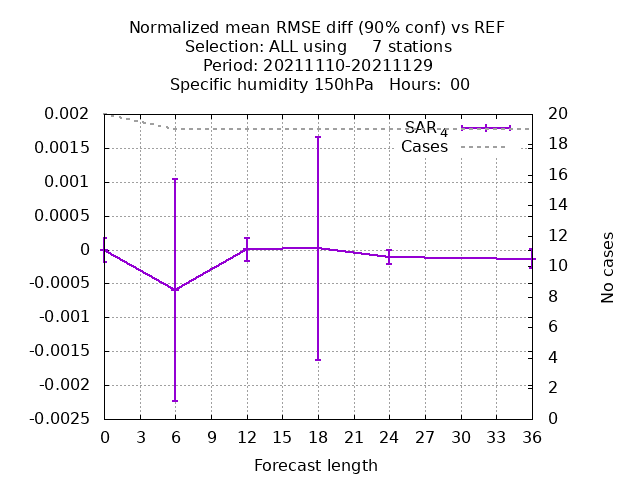 Normalized mean RMSE diff (90% conf) vs REF
Selection: ALL using 7 stations
Period: 20211110-20211129
Specific humidity 150hPa Hours: 00
SAR4
Cases
0.002
0.0015
0.001
0.0005
0
-0.0005
-0.001
-0.0015
-0.002
-0.0025
20
18
16
14
12
10
8
6
4
2
0
No cases
0 3 6 9 12 15 18 21 24 27 30 33 36
Forecast length